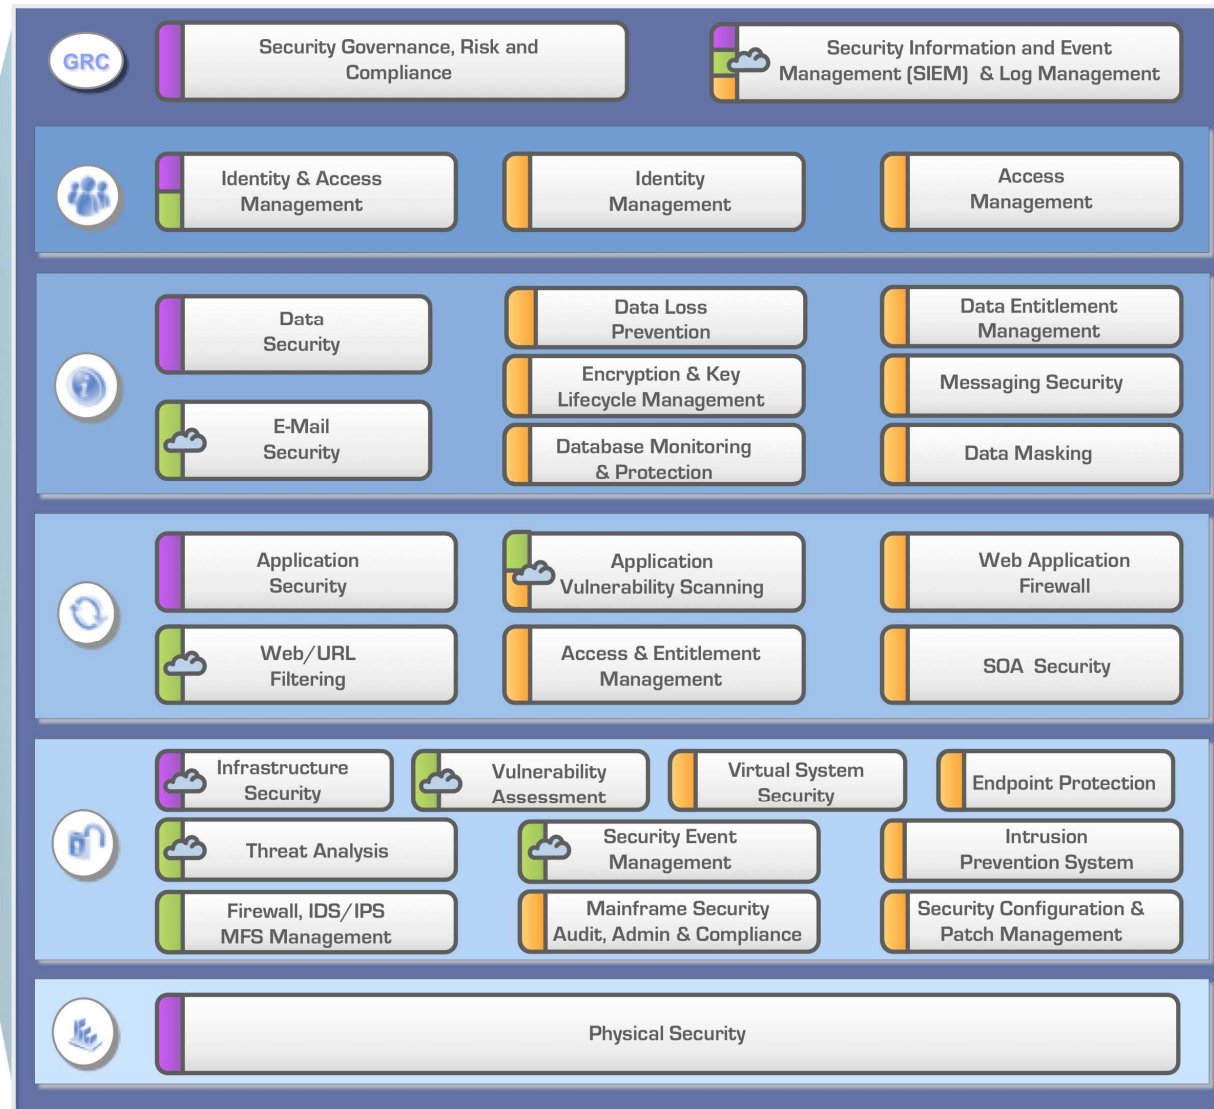 GRC
Security Governance, Risk and
Compliance
Security Information and Event
Management (SIEM) & Log Management
Identity & Access
Management
Identity
Management
Access
Management
Data
Security
Data Loss
Prevention
Data Entitlement
Management
Encryption & Key
Lifecycle Management
Messaging Security
E-Mail
Security
Database Monitoring
& Protection
Data Masking
Application
Security
Application
Vulnerability Scanning
Web Application
Firewall
Web/URL
Filtering
Access & Entitlement
Management
SOA Security
Infrastructure
Security
Vulnerability
Assessment
Virtual System
Security
Endpoint Protection
Threat Analysis
Security Event
Management
Intrusion
Prevention System
Firewall, IDS/IPS
MFS Management
Mainframe Security
Audit, Admin & Compliance
Security Configuration &
Patch Management
Physical Security